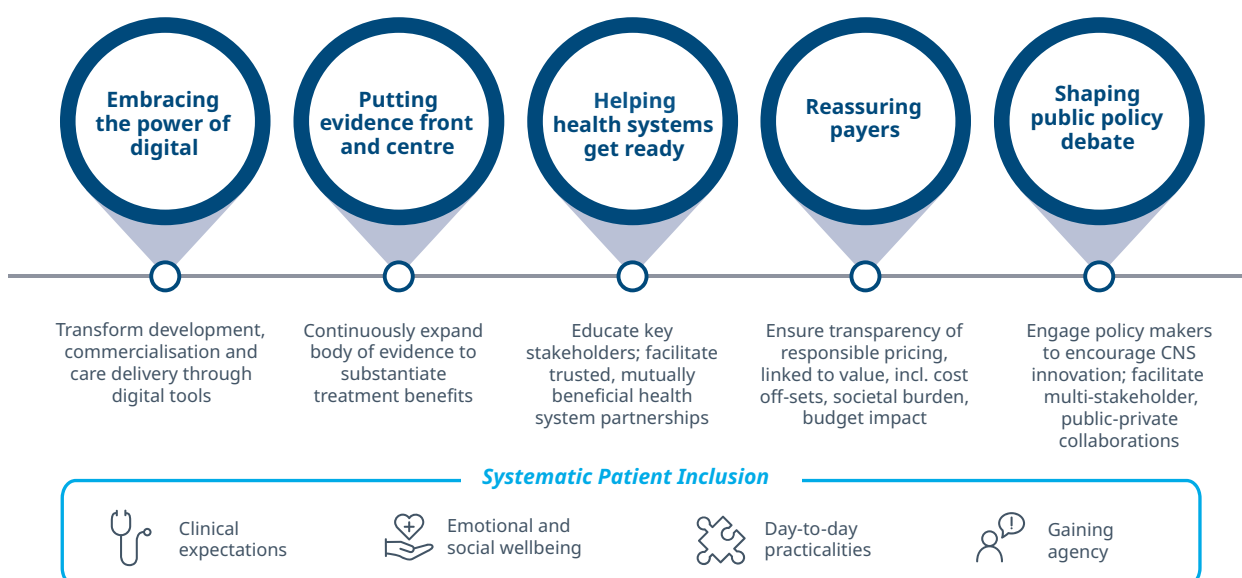 Embracing
the power of
digital
Putting
evidence front
and centre
Helping
health systems
get ready
Reassuring
payers
Shaping
public policy
debate
Transform development,
commercialisation and
care delivery through
digital tools
Continuously expand
body of evidence to
substantiate
treatment benefits
Educate key
stakeholders; facilitate
trusted, mutually
beneficial health
system partnerships
Ensure transparency of
responsible pricing,
linked to value, incl. cost
off-sets, societal burden,
budget impact
Engage policy makers
to encourage CNS
innovation; facilitate
multi-stakeholder,
public-private
collaborations
Systematic Patient Inclusion
Clinical
expectations
Emotional and
social wellbeing
Day-to-day
practicalities
Gaining
agency